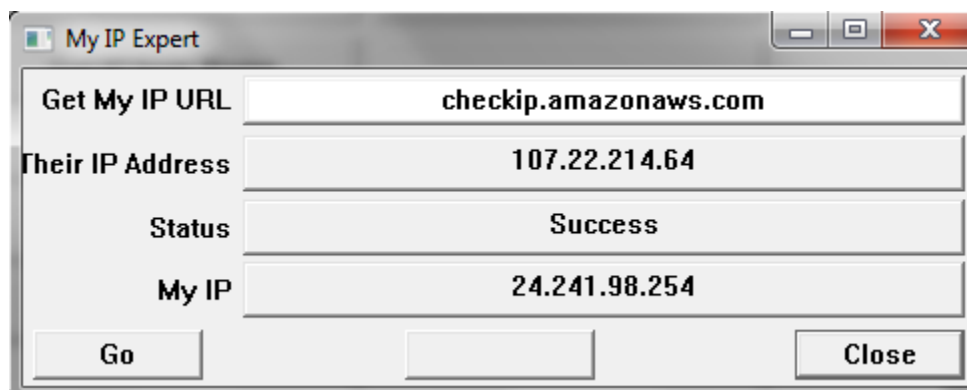 My IP Expert
Get My IP URL checkip.amazonaws.com
Their IP Address 107.22.214.64
Status Success
My IP 24.241.98.254
Go Close